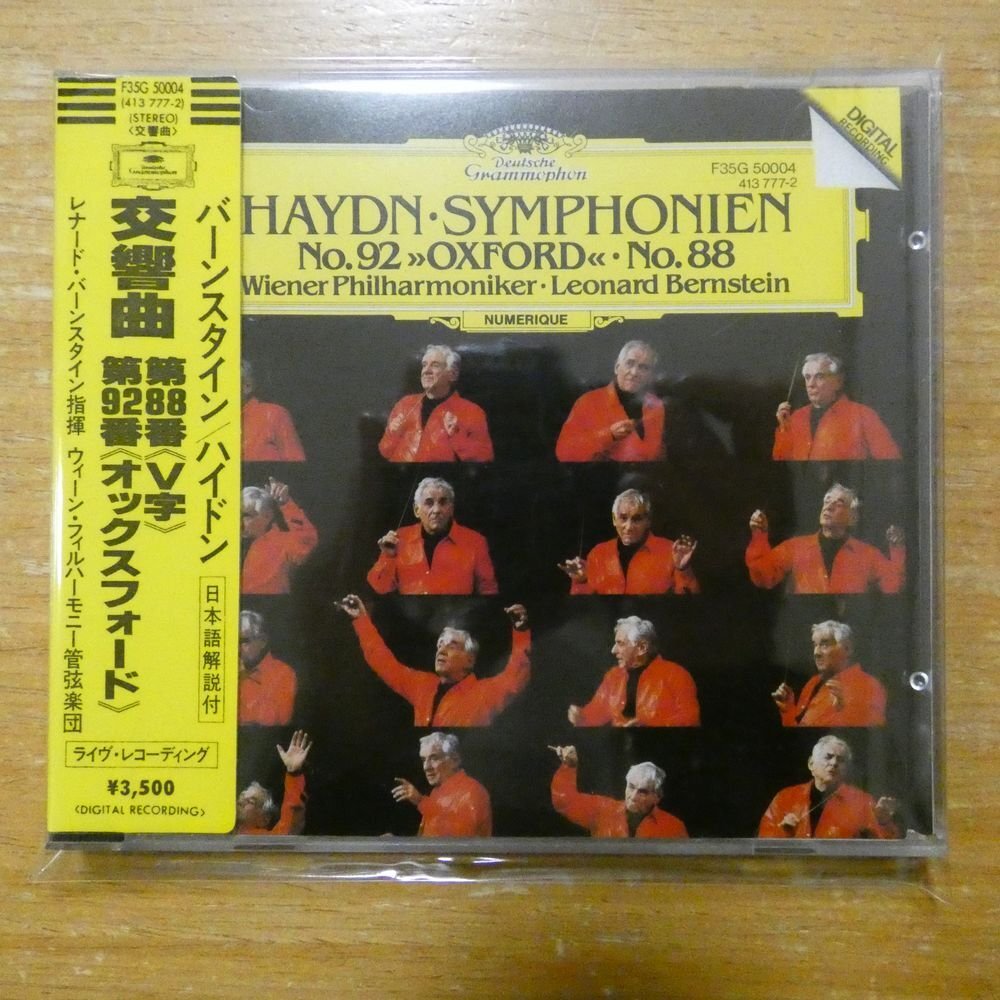 F35G 50004
(413 777-2)
(STEREO)
〈交響曲〉
Deutsche
Grammophon
バーンスタイン/ハイドン
交響曲
第88番《V字》
第92番《オックスフォード》
レナード・バーンスタイン指揮 ウィーン・フィルハーモニー管弦楽団
日本語解説付
ライヴ・レコーディング
¥3,500
〈DIGITAL RECORDING〉
Deutsche
Grammophon
F35G 50004
413 777-2
DIGITAL
RECORDING
HAYDN·SYMPHONIEN
No.92 »OXFORD« · No.88
Wiener Philharmoniker · Leonard Bernstein
NUMERIQUE